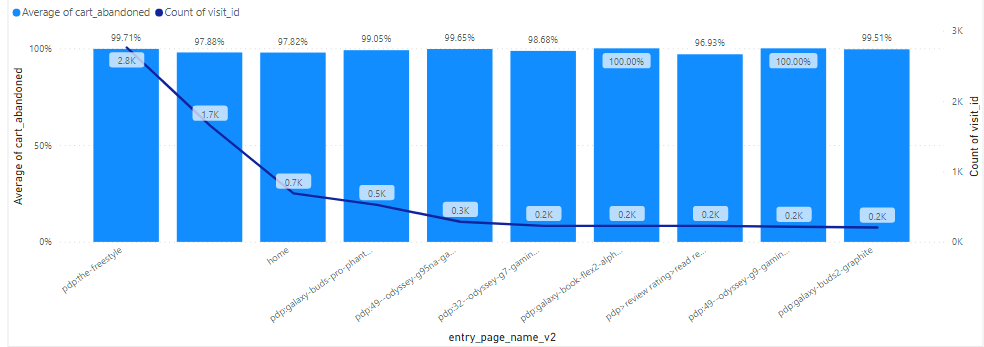 Average of cart_abandoned Count of visit_id
99.71% 97.88% 97.82% 99.05% 99.65% 98.68% 100.00% 96.93% 100.00% 99.51%
2.8K 1.7K 0.7K 0.5K 0.3K 0.2K 0.2K 0.2K 0.2K 0.2K
100%
50%
0%
Average of cart_abandoned
3K
2K
1K
0K
Count of visit_id
pdp:the-freestyle
home
pdp:galaxy-buds-pro-phant...
pdp:49--odyssey-g95na-ga...
pdp:32--odyssey-g7-gamin...
pdp:galaxy-book-flex2-alph...
pdp>review rating>read re...
pdp:49--odyssey-g9-gamin...
pdp:galaxy-buds2-graphite
entry_page_name_v2